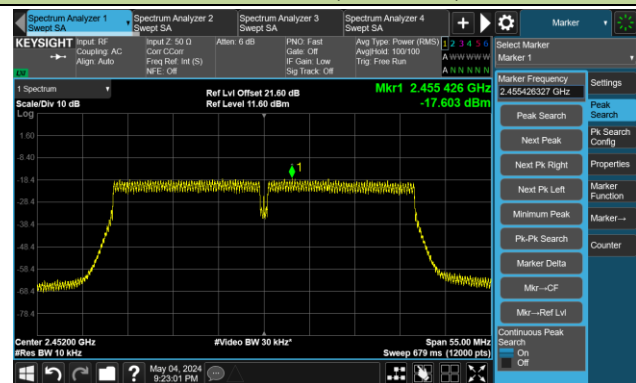 Spectrum Analyzer 1
Swept SA
Spectrum Analyzer 2
Swept SA
Spectrum Analyzer 3
Swept SA
Spectrum Analyzer 4
Swept SA
Marker
KEYSIGHT
Input: RF
Coupling: AC
Align: Auto
Input Z: 50 Ω
Corr CCorr
Freq Ref: Int (S)
NFE: Off
Atten: 6 dB
PNO: Fast
Gate: Off
IF Gain: Low
Sig Track: Off
Avg Type: Power (RMS)
Avg|Hold: 100/100
Trig: Free Run
1 2 3 4 5 6
A W W W W W
A N N N N N
LXI
Select Marker
Marker 1
1 Spectrum
Scale/Div 10 dB
Log
Ref Lvl Offset 21.60 dB
Ref Level 11.60 dBm
Mkr1 2.455 426 GHz
-17.603 dBm
1.60
-8.40
-18.4
-28.4
-38.4
-48.4
-58.4
-68.4
-78.4
1
Center 2.45200 GHz
#Res BW 10 kHz
#Video BW 30 kHz*
Span 55.00 MHz
Sweep 679 ms (12000 pts)
Marker Frequency
2.455426327 GHz
Peak Search
Next Peak
Next Pk Right
Next Pk Left
Minimum Peak
Pk-Pk Search
Marker Delta
Mkr→CF
Mkr→Ref Lvl
Continuous Peak
Search
On
Off
Settings
Peak
Search
Pk Search
Config
Properties
Marker
Function
Marker→
Counter
May 04, 2024
9:23:01 PM